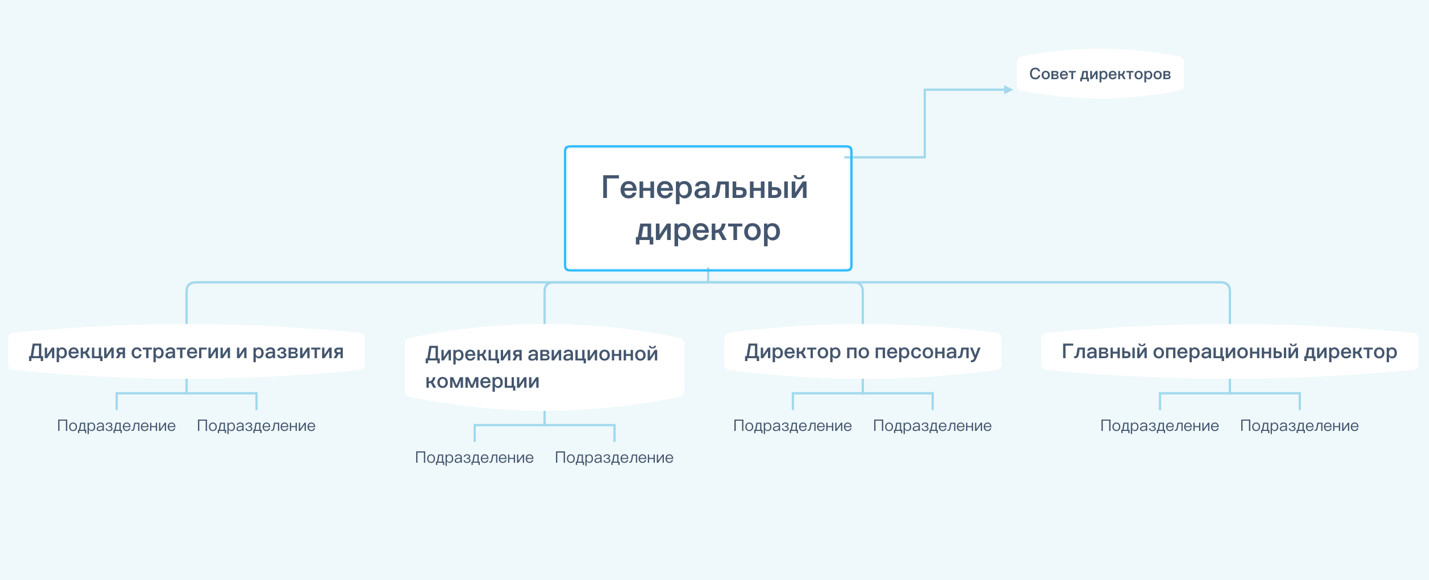 Совет директоров
Генеральный
директор
Дирекция стратегии и развития
Дирекция авиационной
коммерции
Директор по персоналу
Главный операционный директор
Подразделение
Подразделение
Подразделение
Подразделение
Подразделение
Подразделение
Подразделение
Подразделение